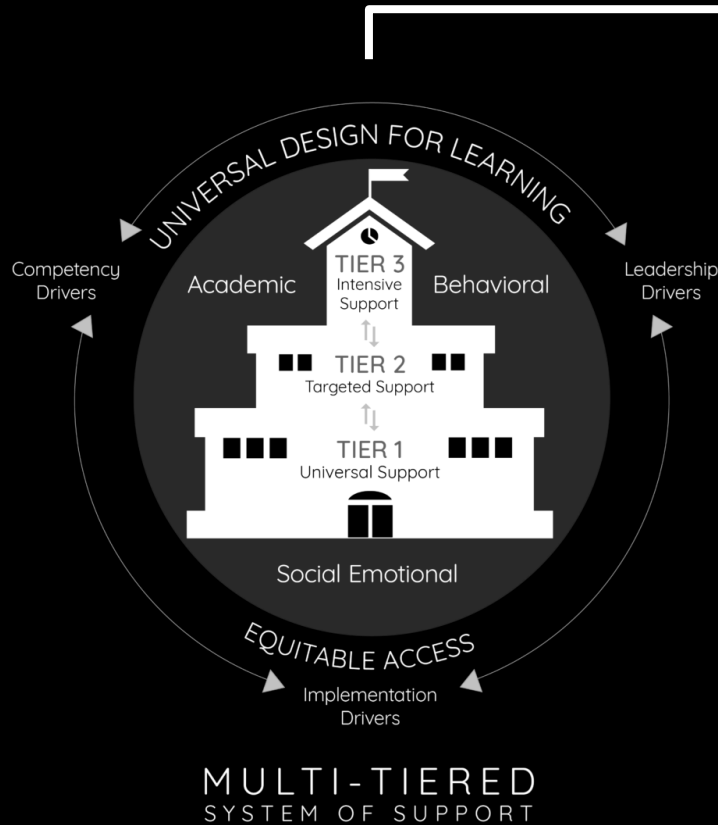 UNIVERSAL DESIGN FOR LEARNING
Competency
Drivers
Leadership
Drivers
Academic
Behavioral
TIER 3
Intensive
Support
TIER 2
Targeted Support
TIER 1
Universal Support
Social Emotional
EQUITABLE ACCESS
Implementation
Drivers
MULTI-TIERED
SYSTEM OF SUPPORT